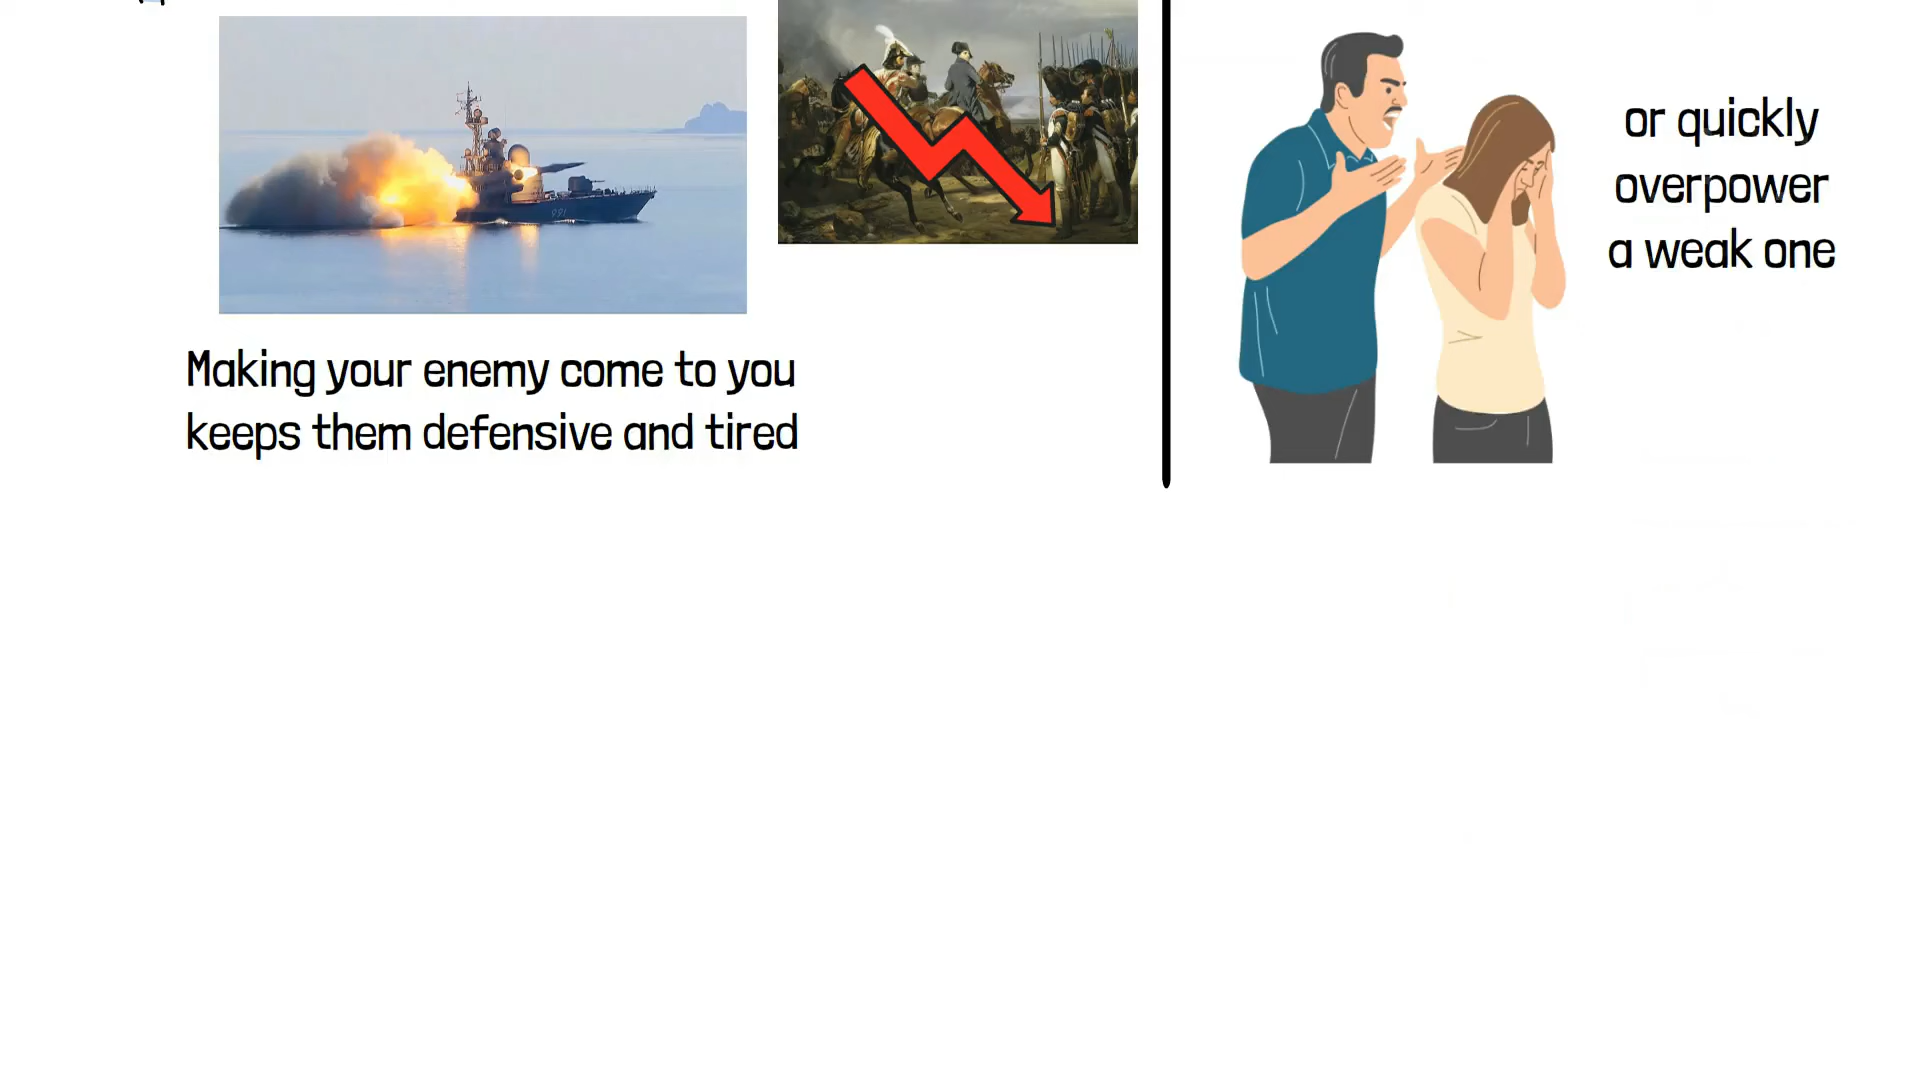 Making your enemy come to you
keeps them defensive and tired
or quickly
overpower
a weak one